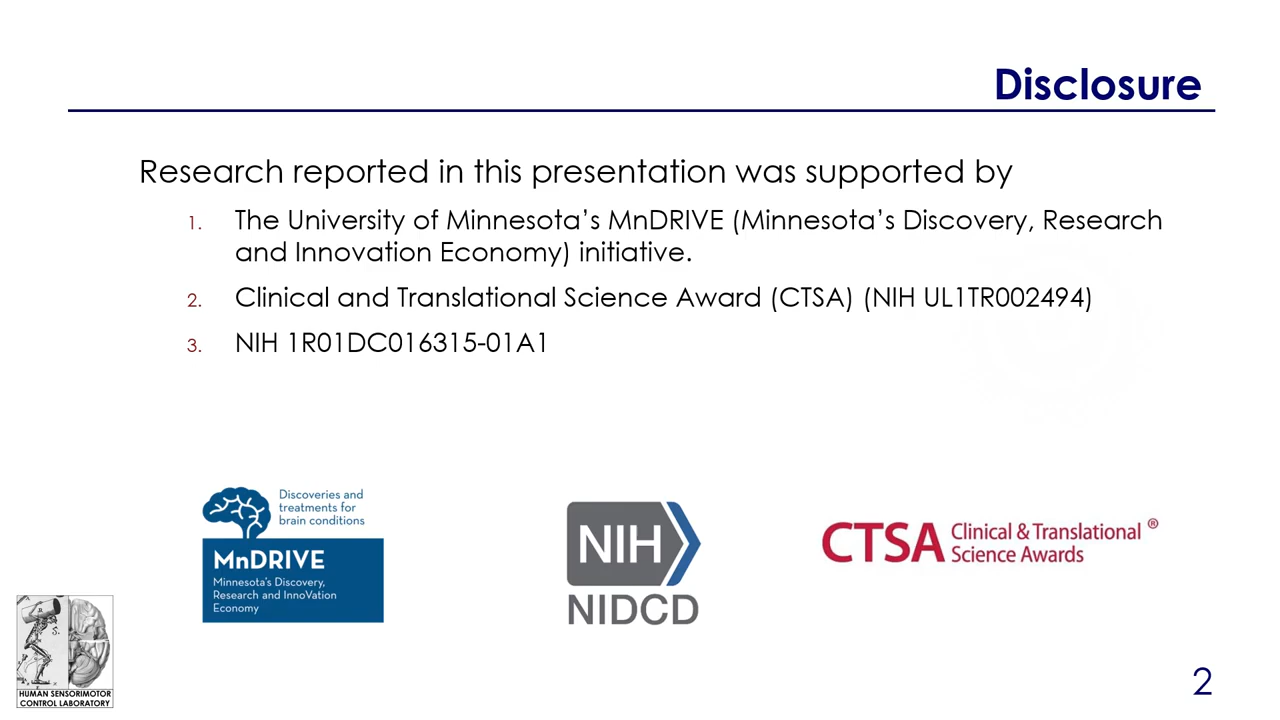 Disclosure
Research reported in this presentation was supported by
1. The University of Minnesota’s MnDRIVE (Minnesota’s Discovery, Research
and Innovation Economy) initiative.
2. Clinical and Translational Science Award (CTSA) (NIH UL1TR002494)
3. NIH 1R01DC016315-01A1
Discoveries and
treatments for
brain conditions
MnDRIVE
Minnesota’s Discovery,
Research and InnoVation
Economy
NIH
NIDCD
CTSA Clinical & Translational ®
Science Awards
HUMAN SENSORIMOTOR
CONTROL LABORATORY
2